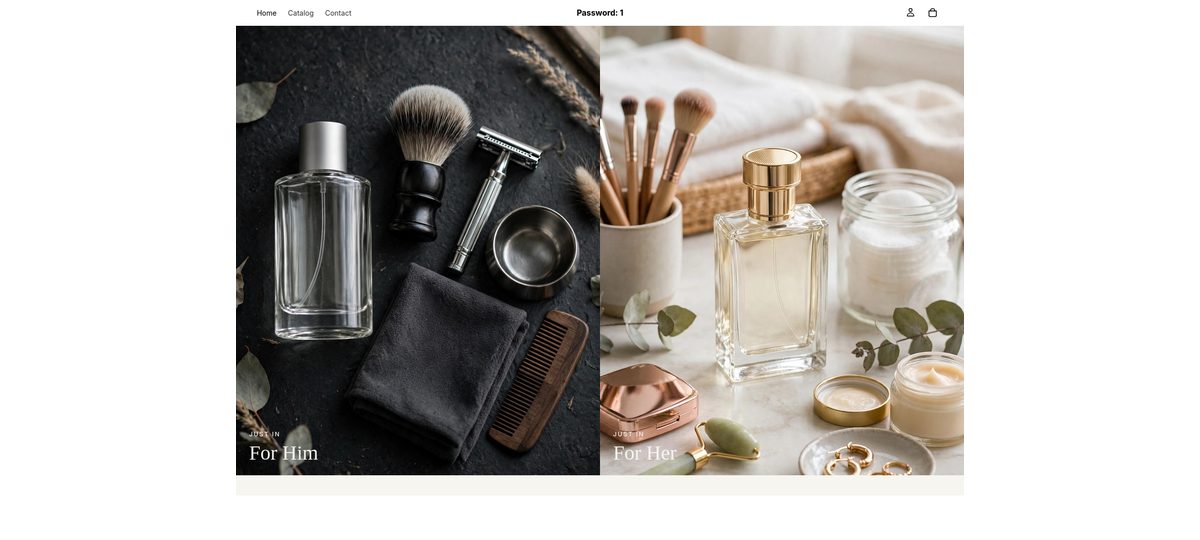 Home Catalog Contact
Password: 1
JUST IN
For Him
JUST IN
For Her